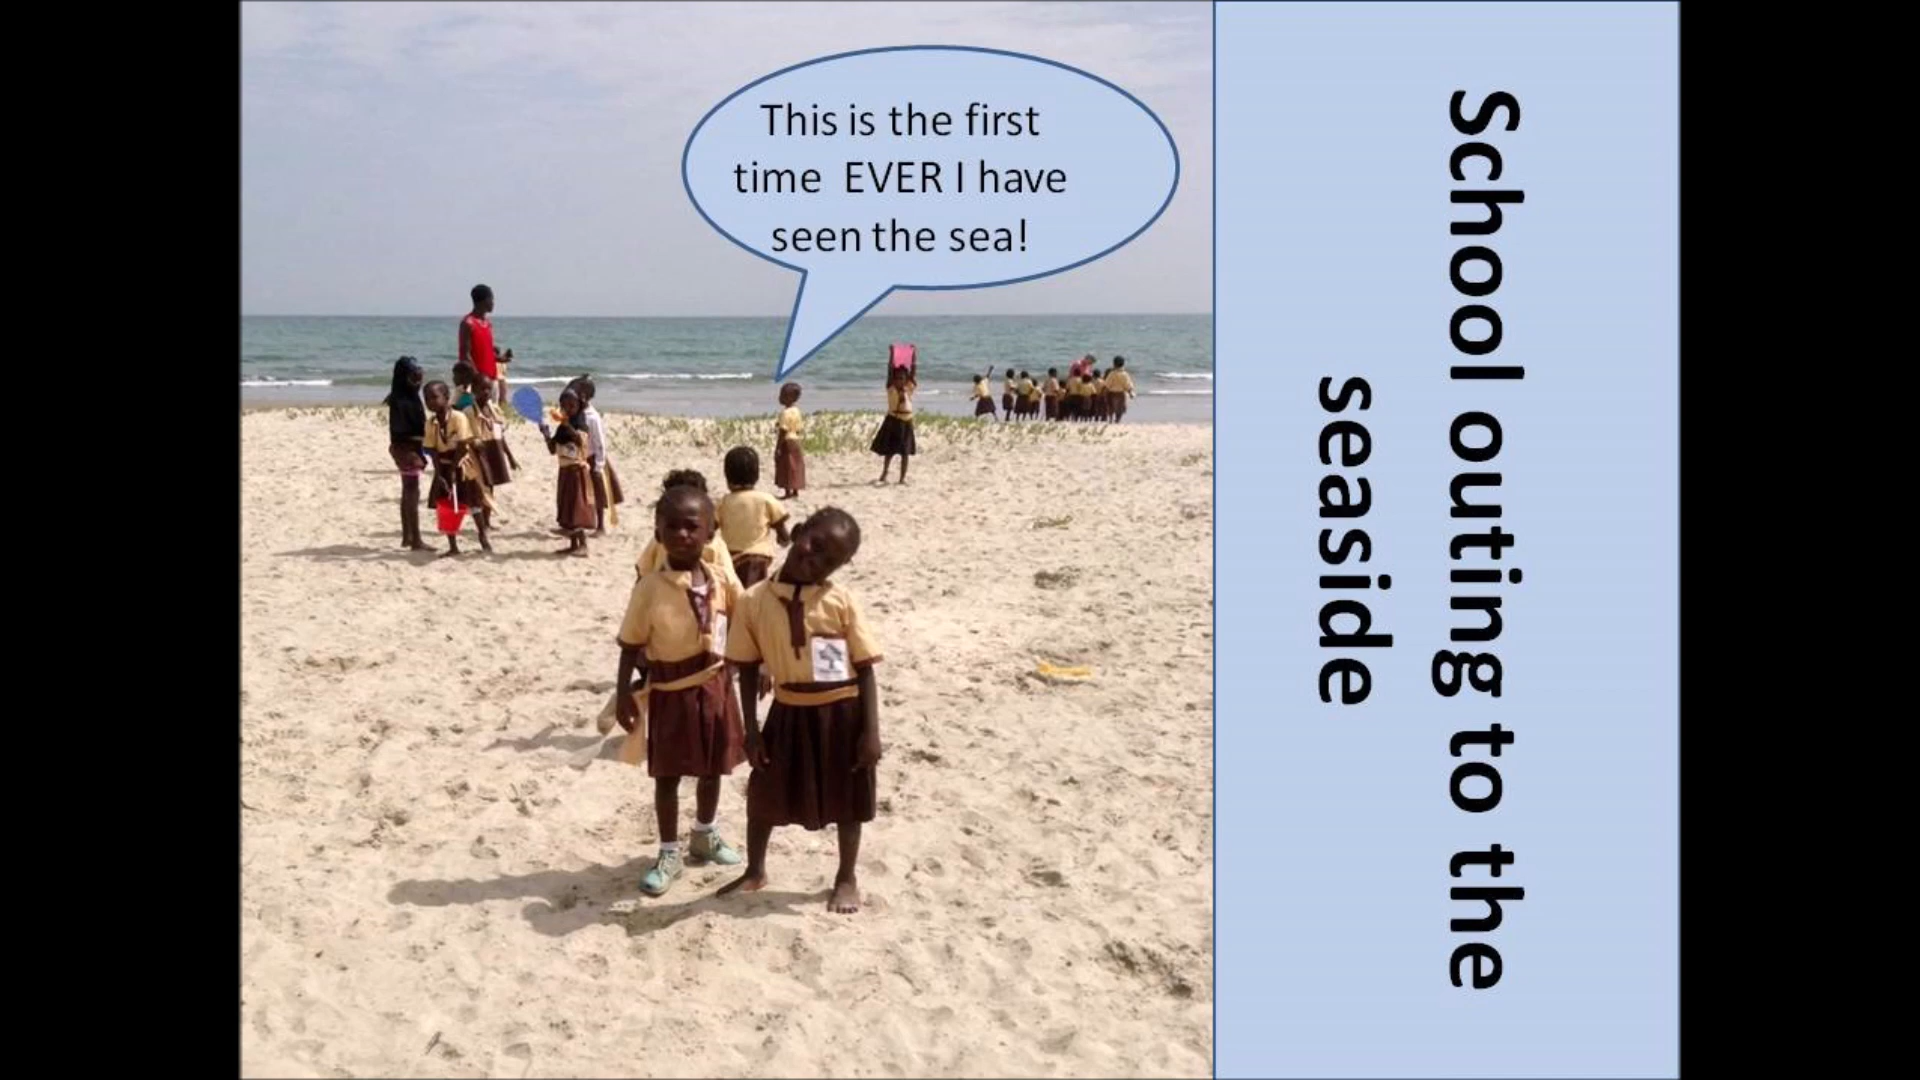 This is the first
time EVER I have
seen the sea!
School outing to the
seaside